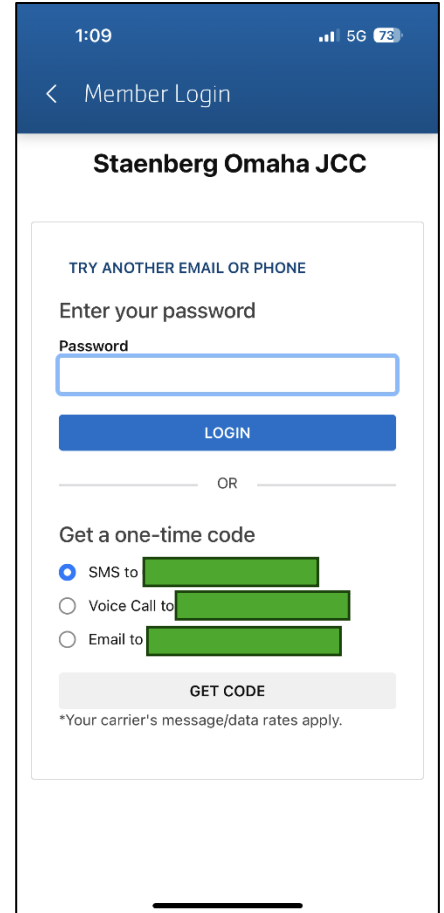 1:09 5G 73
Member Login
Staenberg Omaha JCC
TRY ANOTHER EMAIL OR PHONE
Enter your password
Password
LOGIN
OR
Get a one-time code
SMS to
Voice Call to
Email to
GET CODE
*Your carrier's message/data rates apply.